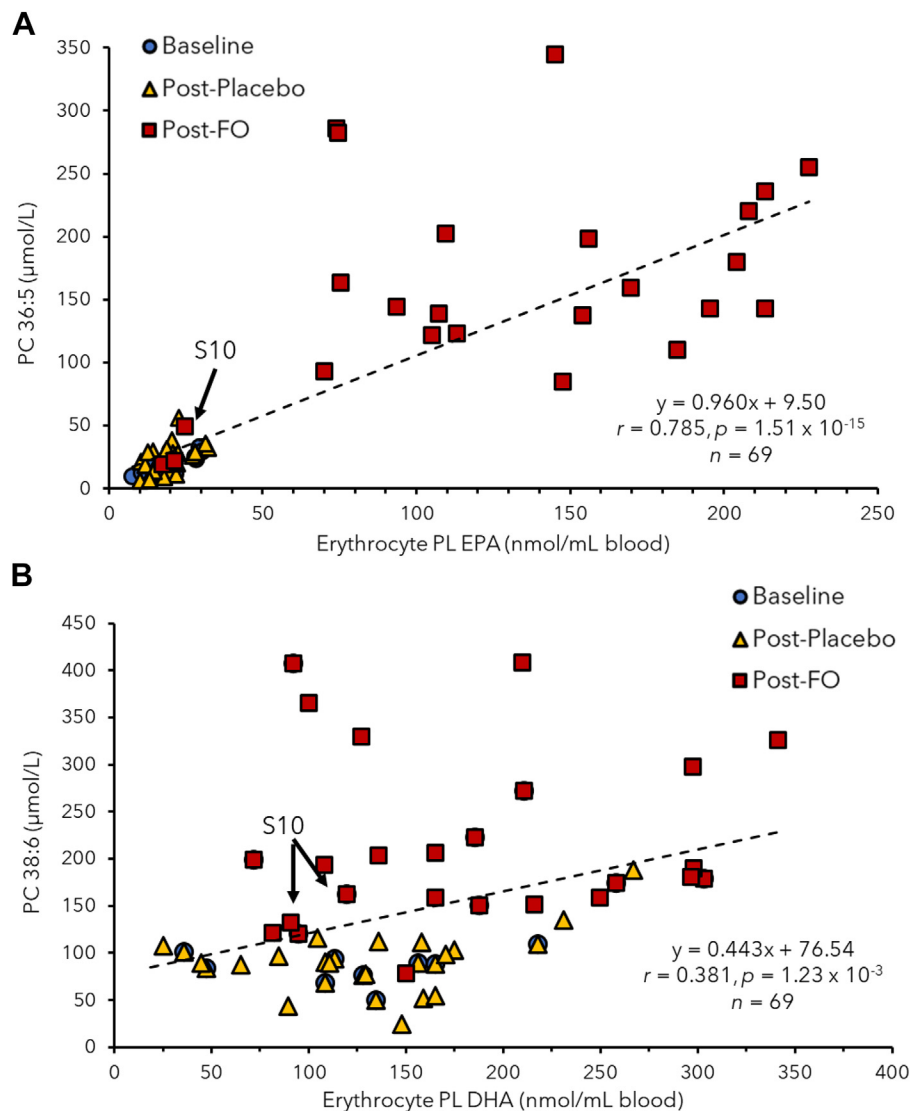 A
Baseline
Post-Placebo
Post-FO
350
300
250
200
150
100
50
0
PC 36:5 (µmol/L)
S10
y = 0.960x + 9.50
r = 0.785, p = 1.51 x 10⁻¹⁵
n = 69
0 50 100 150 200 250
Erythrocyte PL EPA (nmol/mL blood)
B
Baseline
Post-Placebo
Post-FO
450
400
350
300
250
200
150
100
50
0
PC 38:6 (µmol/L)
S10
y = 0.443x + 76.54
r = 0.381, p = 1.23 x 10⁻³
n = 69
0 50 100 150 200 250 300 350 400
Erythrocyte PL DHA (nmol/mL blood)